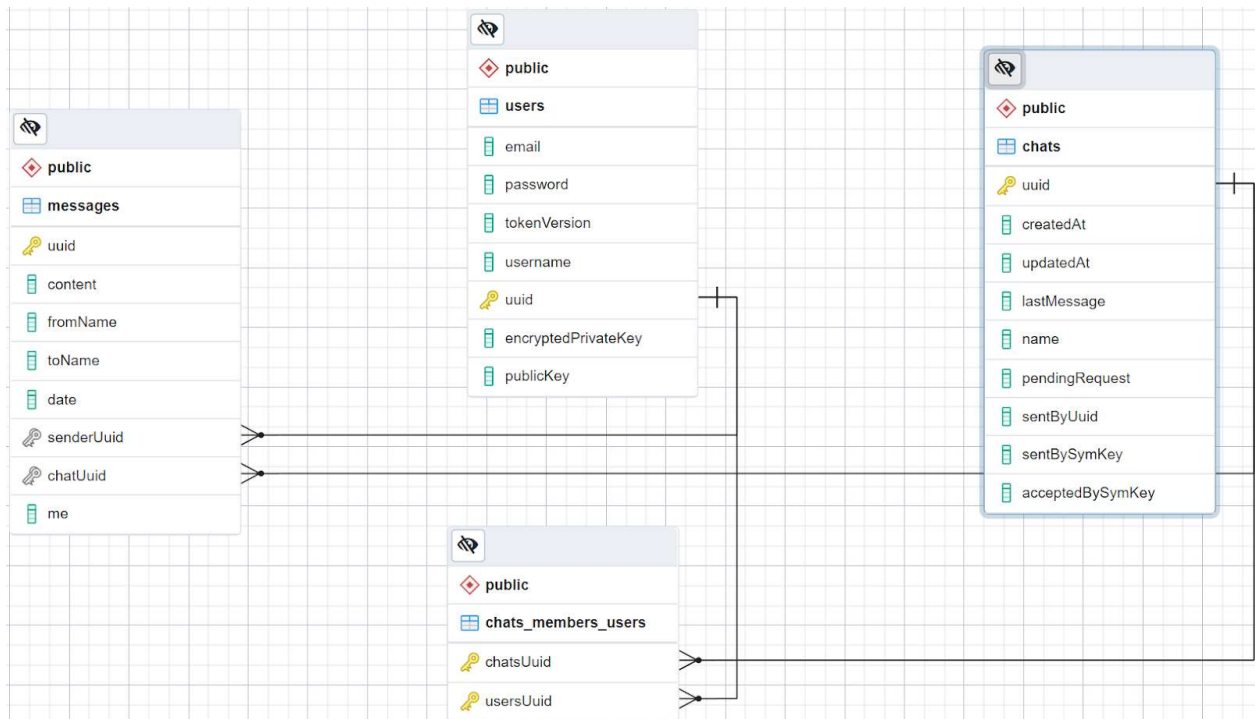 public
users
email
password
tokenVersion
username
uuid
encryptedPrivateKey
publicKey
public
chats
uuid
createdAt
updatedAt
lastMessage
name
pendingRequest
sentByUuid
sentBySymKey
acceptedBySymKey
public
messages
uuid
content
fromName
toName
date
senderUuid
chatUuid
me
public
chats_members_users
chatsUuid
usersUuid